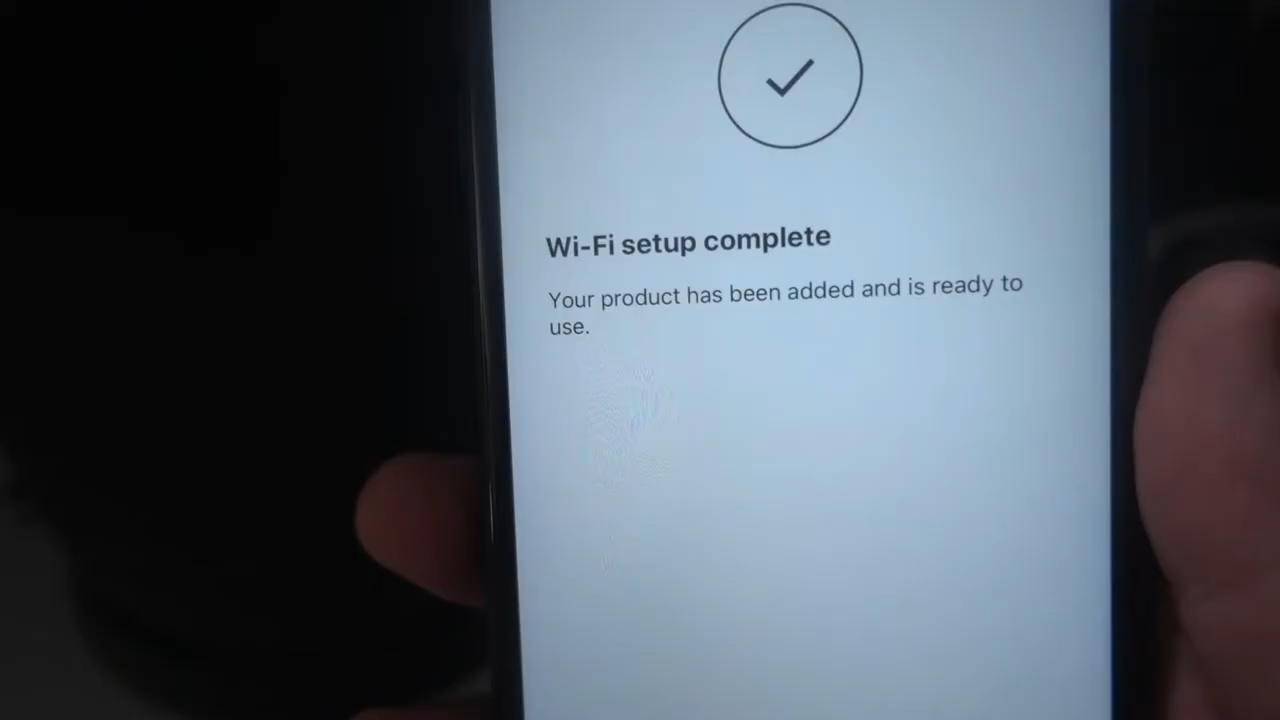 Wi-Fi setup complete
Your product has been added and is ready to
use.